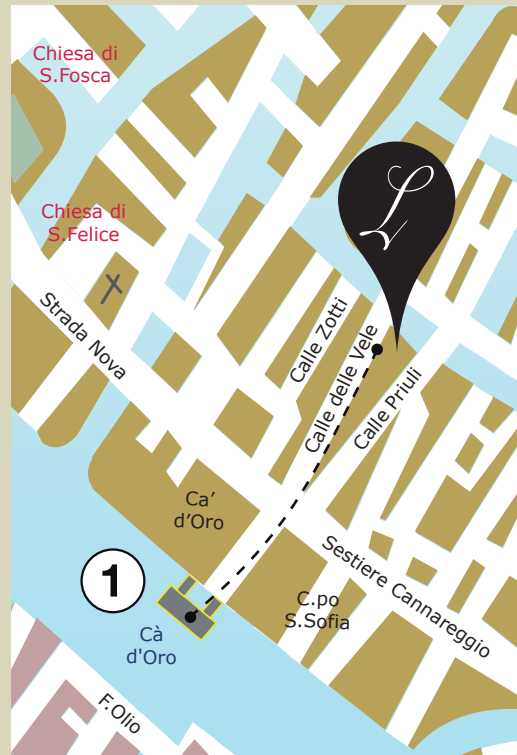 Chiesa di
S.Fosca
Chiesa di
S.Felice
Strada Nova
Calle Zotti
Calle delle Vele
Calle Priuli
Ca’
d’Oro
Sestiere Cannareggio
1
C.po
S.Sofia
Cà
d'Oro
F.Olio